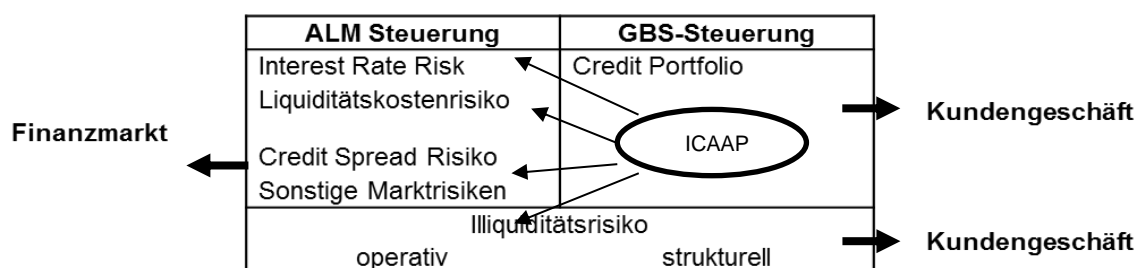 ALM Steuerung GBS-Steuerung
Interest Rate Risk Credit Portfolio
Liquiditätskostenrisiko
Kundengeschäft
Finanzmarkt
ICAAP
Credit Spread Risiko
Sonstige Marktrisiken
Illiquiditätsrisiko
Kundengeschäft
operativ strukturell